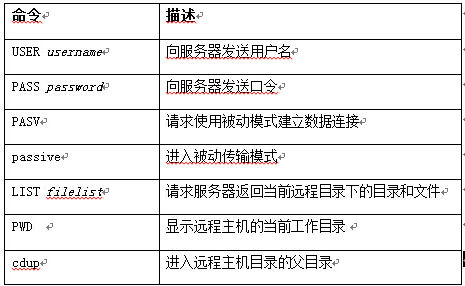 命令 描述
USER username 向服务器发送用户名
PASS password 向服务器发送口令
PASV 请求使用被动模式建立数据连接
passive 进入被动传输模式
LIST filelist 请求服务器返回当前远程目录下的目录和文件
PWD 显示远程主机的当前工作目录
cdup 进入远程主机目录的父目录